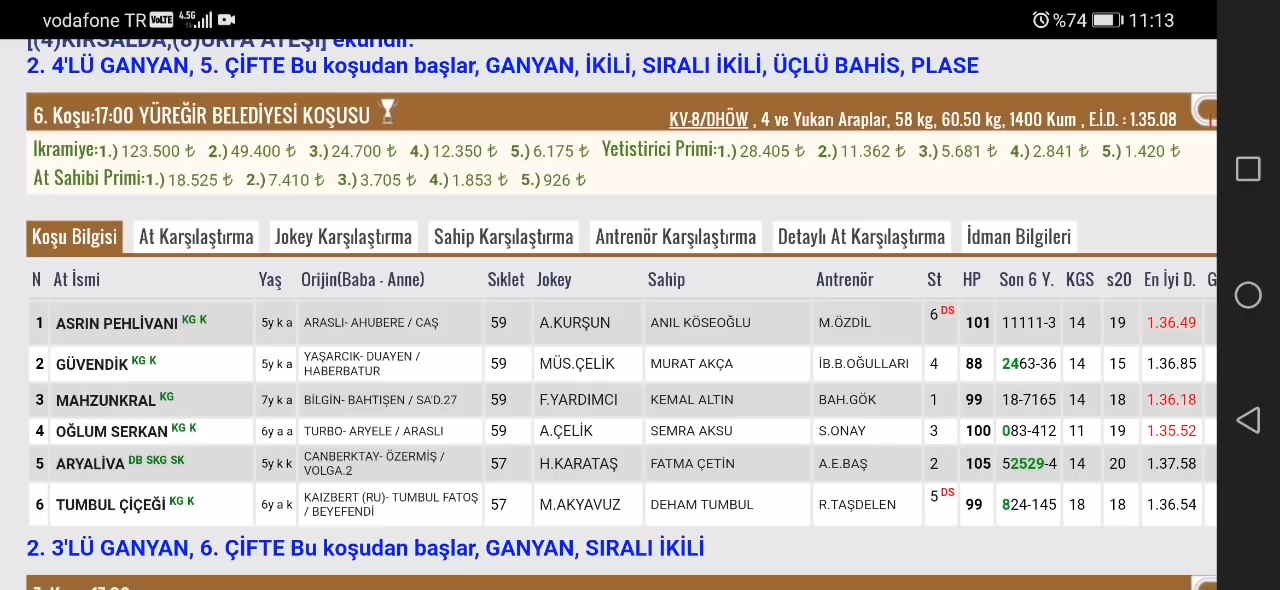 vodafone TR VoLTE 4.5G %74 11:13
[(4)KIRSALDA,(8)URFA ATEŞİ] eküridir.
2. 4'LÜ GANYAN, 5. ÇİFTE Bu koşudan başlar, GANYAN, İKİLİ, SIRALI İKİLİ, ÜÇLÜ BAHİS, PLASE
6. Koşu:17:00 YÜREĞİR BELEDİYESİ KOŞUSU KV-8/DHÖW , 4 ve Yukarı Araplar, 58 kg, 60.50 kg, 1400 Kum , E.İ.D. : 1.35.08
Ikramiye:1.) 123.500 ₺ 2.) 49.400 ₺ 3.) 24.700 ₺ 4.) 12.350 ₺ 5.) 6.175 ₺ Yetistirici Primi:1.) 28.405 ₺ 2.) 11.362 ₺ 3.) 5.681 ₺ 4.) 2.841 ₺ 5.) 1.420 ₺
At Sahibi Primi:1.) 18.525 ₺ 2.) 7.410 ₺ 3.) 3.705 ₺ 4.) 1.853 ₺ 5.) 926 ₺
Koşu Bilgisi At Karşılaştırma Jokey Karşılaştırma Sahip Karşılaştırma Antrenör Karşılaştırma Detaylı At Karşılaştırma İdman Bilgileri
N At İsmi Yaş Orijin(Baba - Anne) Sıklet Jokey Sahip Antrenör St HP Son 6 Y. KGS s20 En İyi D. G
1 ASRIN PEHLİVANI KG K 5y k a ARASLI- AHUBERE / CAŞ 59 A.KURŞUN ANIL KÖSEOĞLU M.ÖZDİL 6 DS 101 11111-3 14 19 1.36.49
2 GÜVENDİK KG K 5y k a YAŞARCIK- DUAYEN / HABERBATUR 59 MÜS.ÇELİK MURAT AKÇA İB.B.OĞULLARI 4 88 2463-36 14 15 1.36.85
3 MAHZUNKRAL KG 7y k a BİLGİN- BAHTIŞEN / SA'D.27 59 F.YARDIMCI KEMAL ALTIN BAH.GÖK 1 99 18-7165 14 18 1.36.18
4 OĞLUM SERKAN KG K 6y a a TURBO- ARYELE / ARASLI 59 A.ÇELİK SEMRA AKSU S.ONAY 3 100 083-412 11 19 1.35.52
5 ARYALİVA DB SKG SK 5y k k CANBERKTAY- ÖZERMİŞ / VOLGA.2 57 H.KARATAŞ FATMA ÇETİN A.E.BAŞ 2 105 52529-4 14 20 1.37.58
6 TUMBUL ÇİÇEĞİ KG K 6y a k KAIZBERT (RU)- TUMBUL FATOŞ / BEYEFENDİ 57 M.AKYAVUZ DEHAM TUMBUL R.TAŞDELEN 5 DS 99 824-145 18 18 1.36.54
2. 3'LÜ GANYAN, 6. ÇİFTE Bu koşudan başlar, GANYAN, SIRALI İKİLİ